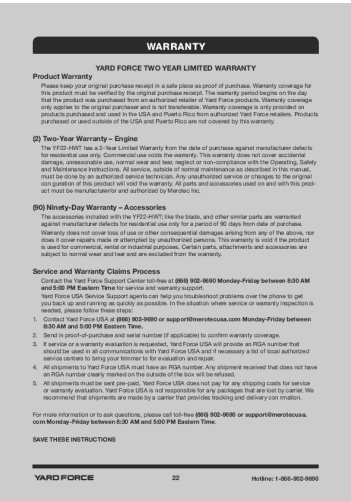 WARRANTY
YARD FORCE TWO YEAR LIMITED WARRANTY
Product Warranty
Please keep your original purchase receipt in a safe place as proof of purchase. Warranty coverage for
this product must be verified by the original purchase receipt. The warranty period begins on the day
that the product was purchased from an authorized retailer of Yard Force products. Warranty coverage
only applies to the original purchaser and is not transferable. Warranty coverage is only provided on
products purchased and used in the USA and Puerto Rico from authorized Yard Force retailers. Products
purchased or used outside of the USA and Puerto Rico are not covered by this warranty.
(2) Two-Year Warranty – Engine
The YF22-HWT has a 2-Year Limited Warranty from the date of purchase against manufacturer defects
for residential use only. Commercial use voids the warranty. This warranty does not cover accidental
damage, unreasonable use, normal wear and tear, neglect or non-compliance with the Operating, Safety
and Maintenance Instructions. All service, outside of normal maintenance as described in this manual,
must be done by an authorized service technician. Any unauthorized service or changes to the original
con guration of this product will void the warranty. All parts and accessories used on and with this prod-
uct must be manufacturer/or and authorized by Merotec Inc.
(90) Ninety-Day Warranty – Accessories
The accessories included with the YF22-HWT; like the blade, and other similar parts are warranted
against manufacturer defects for residential use only for a period of 90 days from date of purchase.
Warranty does not cover loss of use or other consequential damages arising from any of the above, nor
does it cover repairs made or attempted by unauthorized persons. This warranty is void if the product
is used for commercial, rental or industrial purposes. Certain parts, attachments and accessories are
subject to normal wear and tear and are excluded from the warranty.
Service and Warranty Claims Process
Contact the Yard Force Support Center toll-free at (866) 902-9690 Monday-Friday between 8:30 AM
and 5:00 PM Eastern Time for service and warranty support.
Yard Force USA Service Support agents can help you troubleshoot problems over the phone to get
you back up and running as quickly as possible. In the situation where service or warranty inspection is
needed, please follow these steps:
1. Contact Yard Force USA at (866) 902-9690 or support@merotecusa.com Monday-Friday between
8:30 AM and 5:00 PM Eastern Time.
2. Send in proof-of-purchase and serial number (if applicable) to confirm warranty coverage.
3. If service or a warranty evaluation is requested, Yard Force USA will provide an RGA number that
should be used in all communications with Yard Force USA and if necessary a list of local authorized
service centers to bring your trimmer to for evaluation and repair.
4. All shipments to Yard Force USA must have an RGA number. Any shipment received that does not have
an RGA number clearly marked on the outside of the box will be refused.
5. All shipments must be sent pre-paid, Yard Force USA does not pay for any shipping costs for service
or warranty evaluation. Yard Force USA is not responsible for any packages that are lost by carrier. We
recommend that shipments are made by a carrier that provides tracking and delivery con rmation.
For more information or to ask questions, please call toll-free (866) 902-9690 or support@merotecusa.
com Monday-Friday between 8:30 AM and 5:00 PM Eastern Time.
SAVE THESE INSTRUCTIONS
YARD FORCE 22 Hotline: 1-866-902-9690